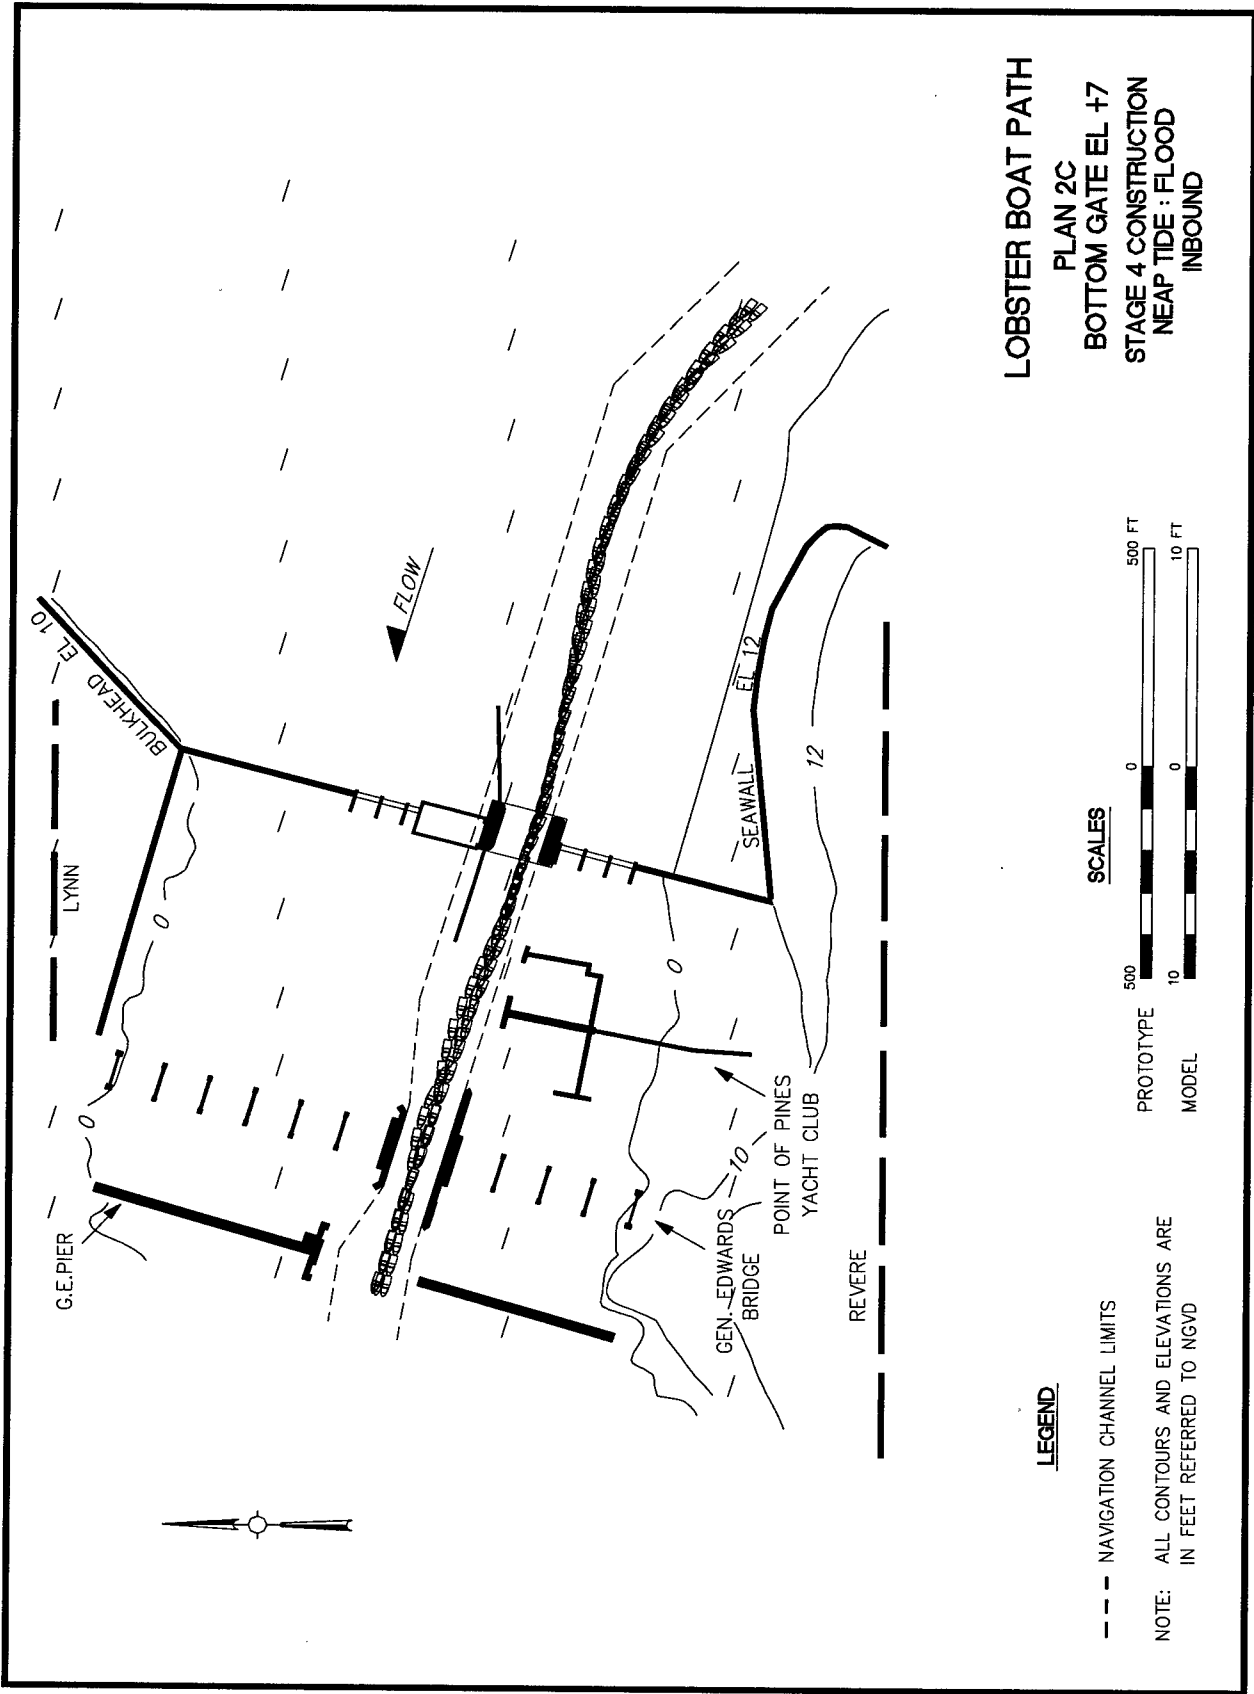 LYNN
BULKHEAD EL 10
FLOW
G.E.PIER
0
0
0
SEAWALL
EL 12
12
10
GEN. EDWARDS
BRIDGE
POINT OF PINES
YACHT CLUB
REVERE
LEGEND
--- NAVIGATION CHANNEL LIMITS
NOTE: ALL CONTOURS AND ELEVATIONS ARE
IN FEET REFERRED TO NGVD
SCALES
PROTOTYPE 500 0 500 FT
MODEL 10 0 10 FT
LOBSTER BOAT PATH
PLAN 2C
BOTTOM GATE EL +7
STAGE 4 CONSTRUCTION
NEAP TIDE : FLOOD
INBOUND